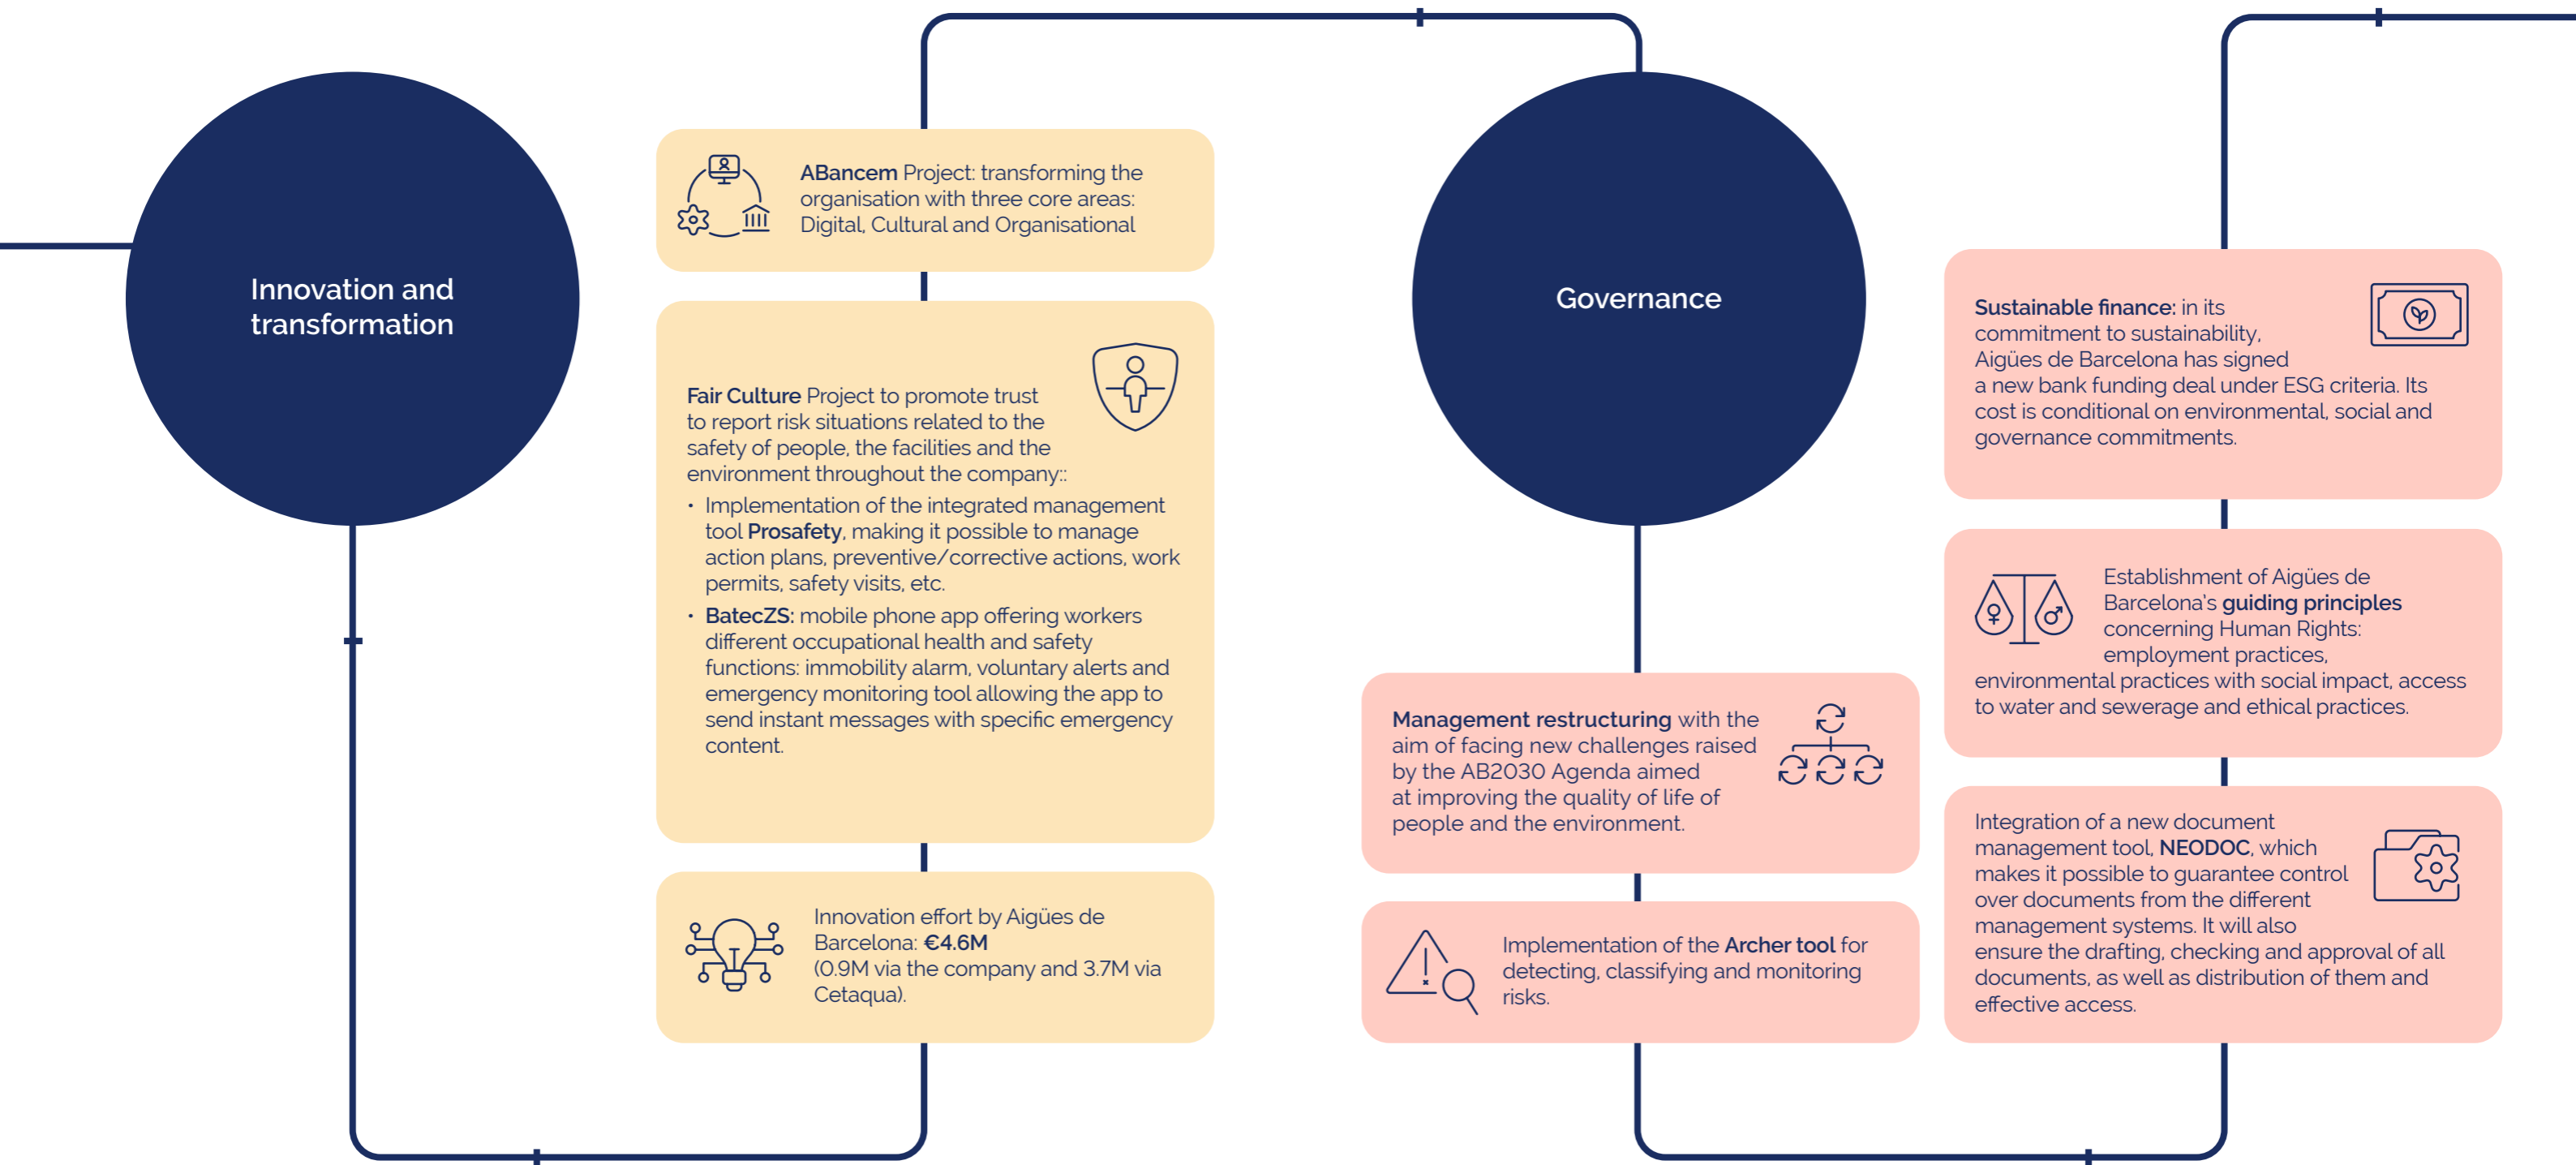 Innovation and
transformation
ABancem Project: transforming the
organisation with three core areas:
Digital, Cultural and Organisational
Fair Culture Project to promote trust
to report risk situations related to the
safety of people, the facilities and the
environment throughout the company::
• Implementation of the integrated management
tool Prosafety, making it possible to manage
action plans, preventive/corrective actions, work
permits, safety visits, etc.
• BatecZS: mobile phone app offering workers
different occupational health and safety
functions: immobility alarm, voluntary alerts and
emergency monitoring tool allowing the app to
send instant messages with specific emergency
content.
Innovation effort by Aigües de
Barcelona: €4.6M
(0.9M via the company and 3.7M via
Cetaqua).
Governance
Management restructuring with the
aim of facing new challenges raised
by the AB2030 Agenda aimed
at improving the quality of life of
people and the environment.
Implementation of the Archer tool for
detecting, classifying and monitoring
risks.
Sustainable finance: in its
commitment to sustainability,
Aigües de Barcelona has signed
a new bank funding deal under ESG criteria. Its
cost is conditional on environmental, social and
governance commitments.
Establishment of Aigües de
Barcelona's guiding principles
concerning Human Rights:
employment practices,
environmental practices with social impact, access
to water and sewerage and ethical practices.
Integration of a new document
management tool, NEODOC, which
makes it possible to guarantee control
over documents from the different
management systems. It will also
ensure the drafting, checking and approval of all
documents, as well as distribution of them and
effective access.